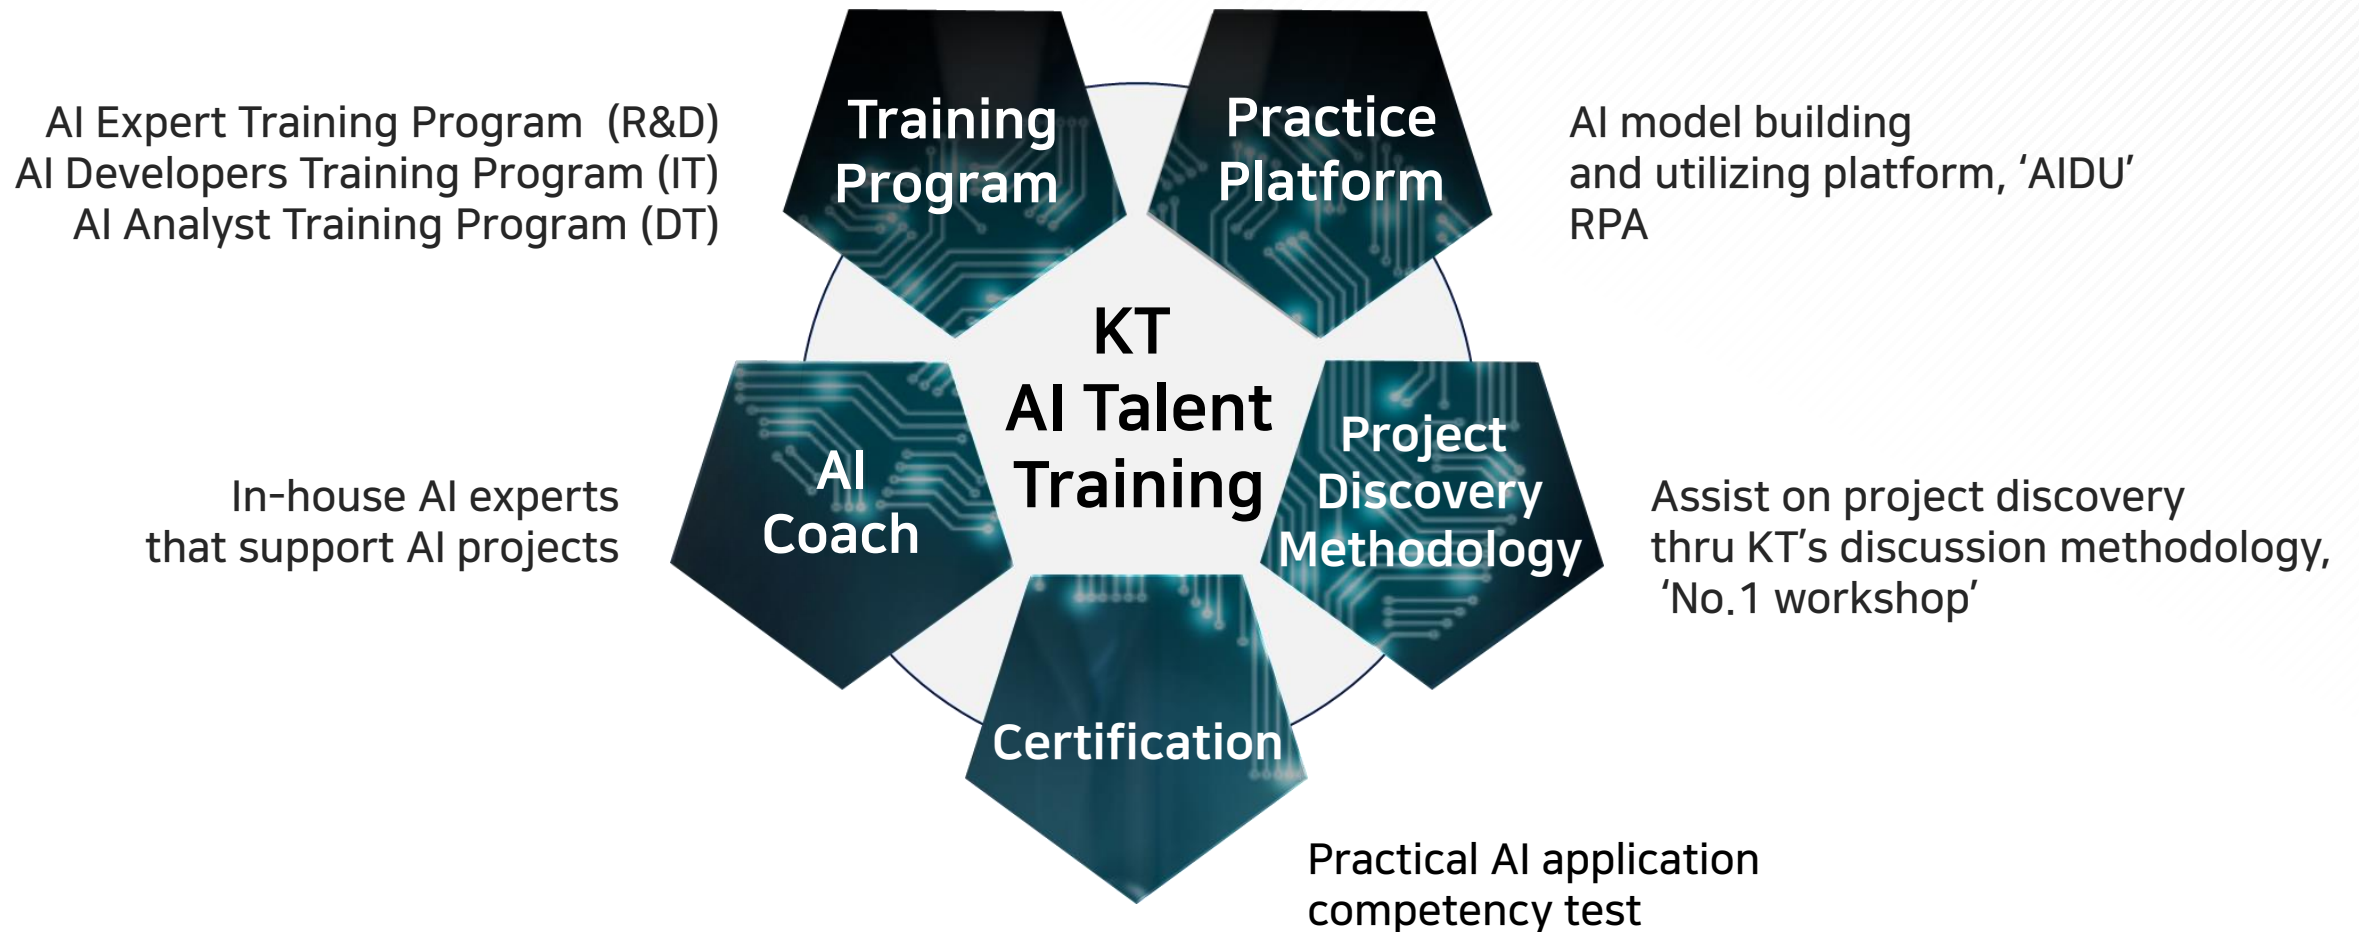 Training
Program
AI Expert Training Program (R&D)
AI Developers Training Program (IT)
AI Analyst Training Program (DT)
Practice
Platform
AI model building
and utilizing platform, ‘AIDU’
RPA
KT
AI Talent
Training
AI
Coach
In-house AI experts
that support AI projects
Project
Discovery
Methodology
Assist on project discovery
thru KT’s discussion methodology,
‘No.1 workshop’
Certification
Practical AI application
competency test